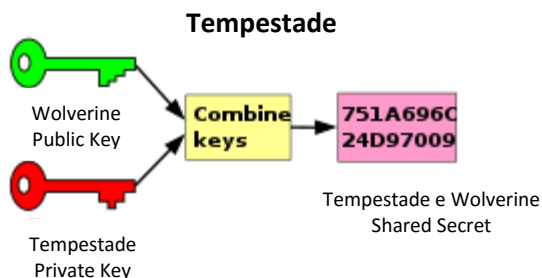 Tempestade
Wolverine
Public Key
Combine
keys
751A696C
24D97009
Tempestade e Wolverine
Shared Secret
Tempestade
Private Key